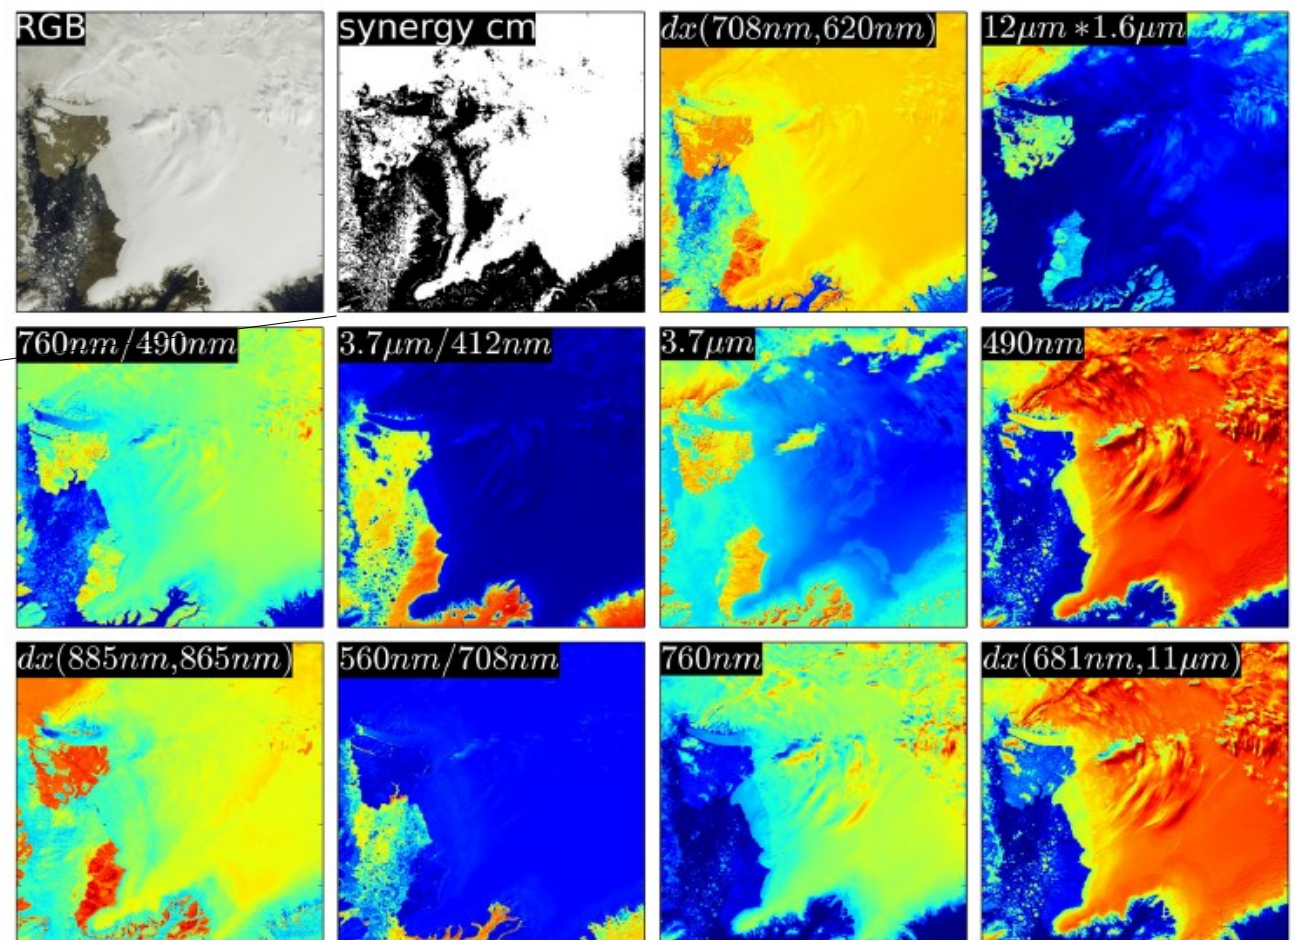 RGB
synergy cm
dx(708nm,620nm)
12μm∗1.6μm
760nm/490nm
3.7μm/412nm
3.7μm
490nm
dx(885nm,865nm)
560nm/708nm
760nm
dx(681nm,11μm)